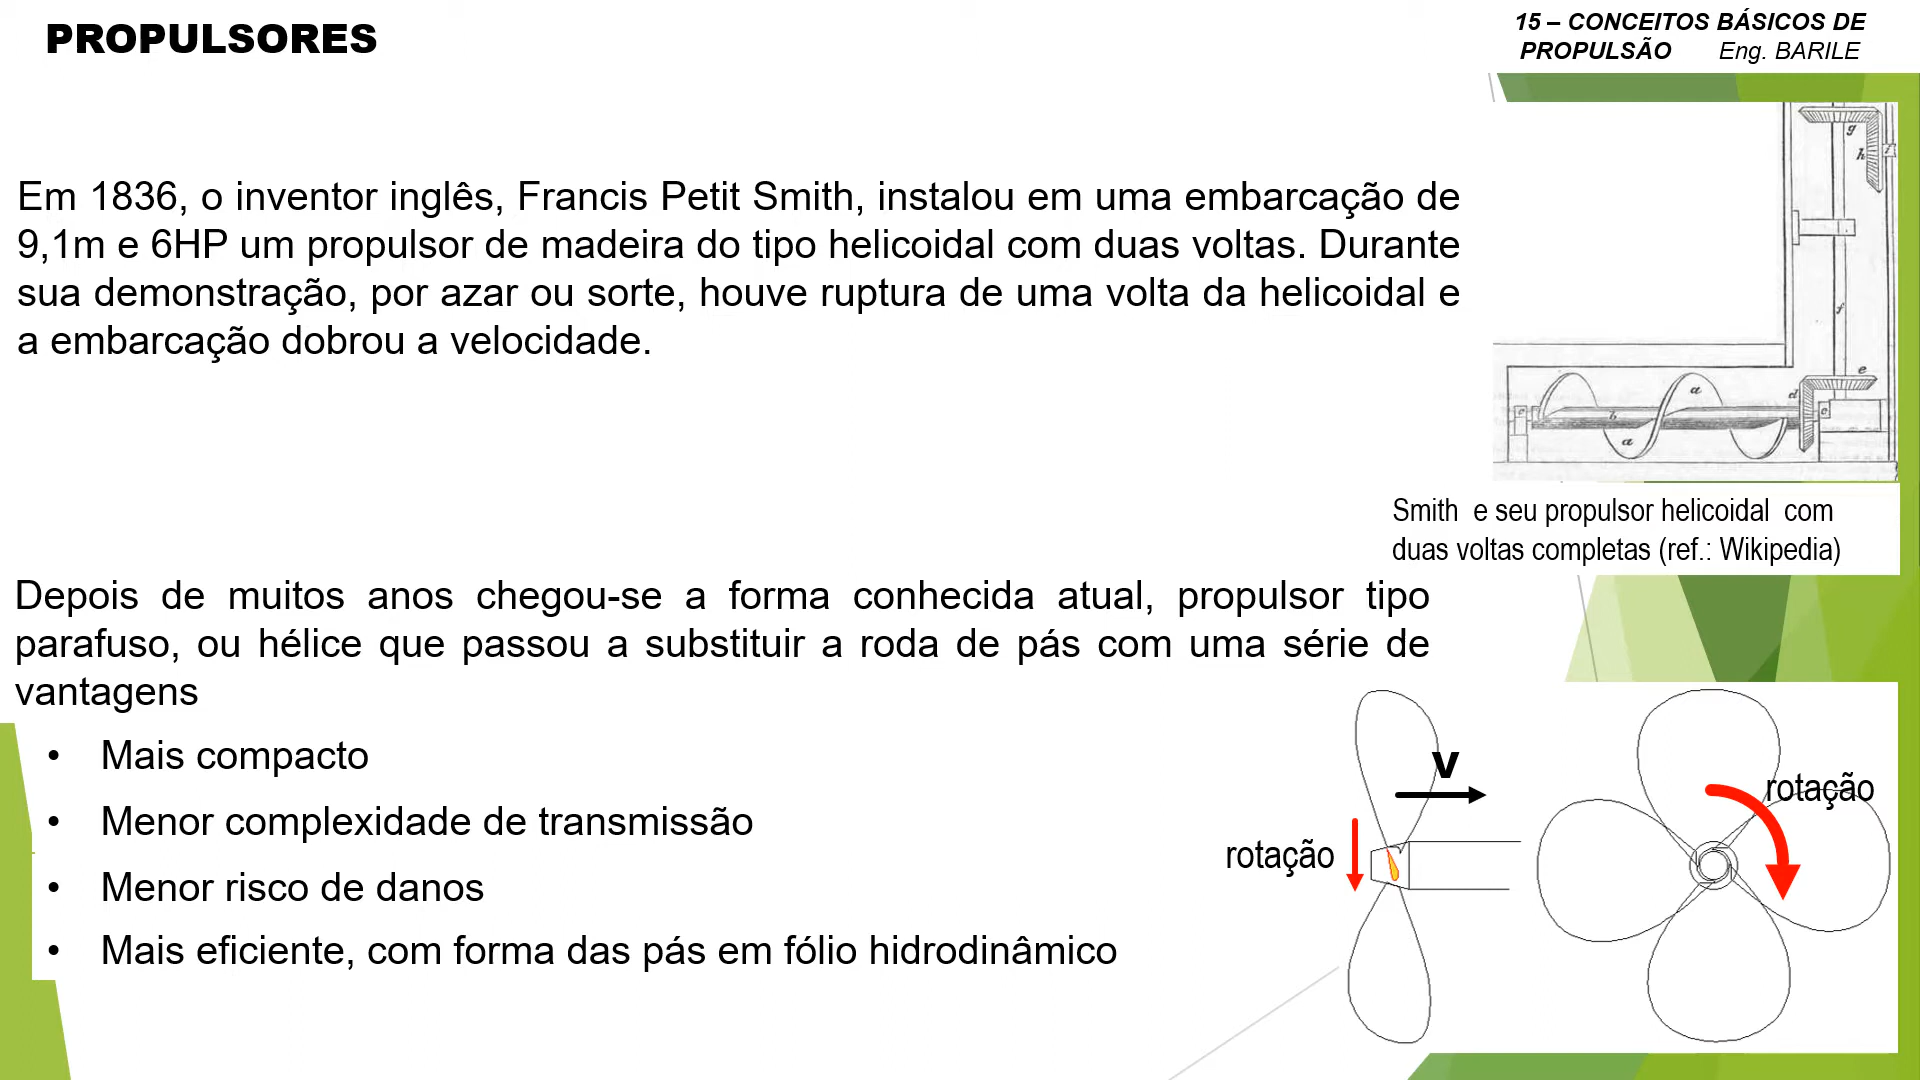 PROPULSORES
15 – CONCEITOS BÁSICOS DE
PROPULSÃO Eng. BARILE
Em 1836, o inventor inglês, Francis Petit Smith, instalou em uma embarcação de
9,1m e 6HP um propulsor de madeira do tipo helicoidal com duas voltas. Durante
sua demonstração, por azar ou sorte, houve ruptura de uma volta da helicoidal e
a embarcação dobrou a velocidade.
g
h
f
e
d
a
b
a
c
c
Smith e seu propulsor helicoidal com
duas voltas completas (ref.: Wikipedia)
Depois de muitos anos chegou-se a forma conhecida atual, propulsor tipo
parafuso, ou hélice que passou a substituir a roda de pás com uma série de
vantagens
• Mais compacto
• Menor complexidade de transmissão
• Menor risco de danos
• Mais eficiente, com forma das pás em fólio hidrodinâmico
V
rotação
rotação